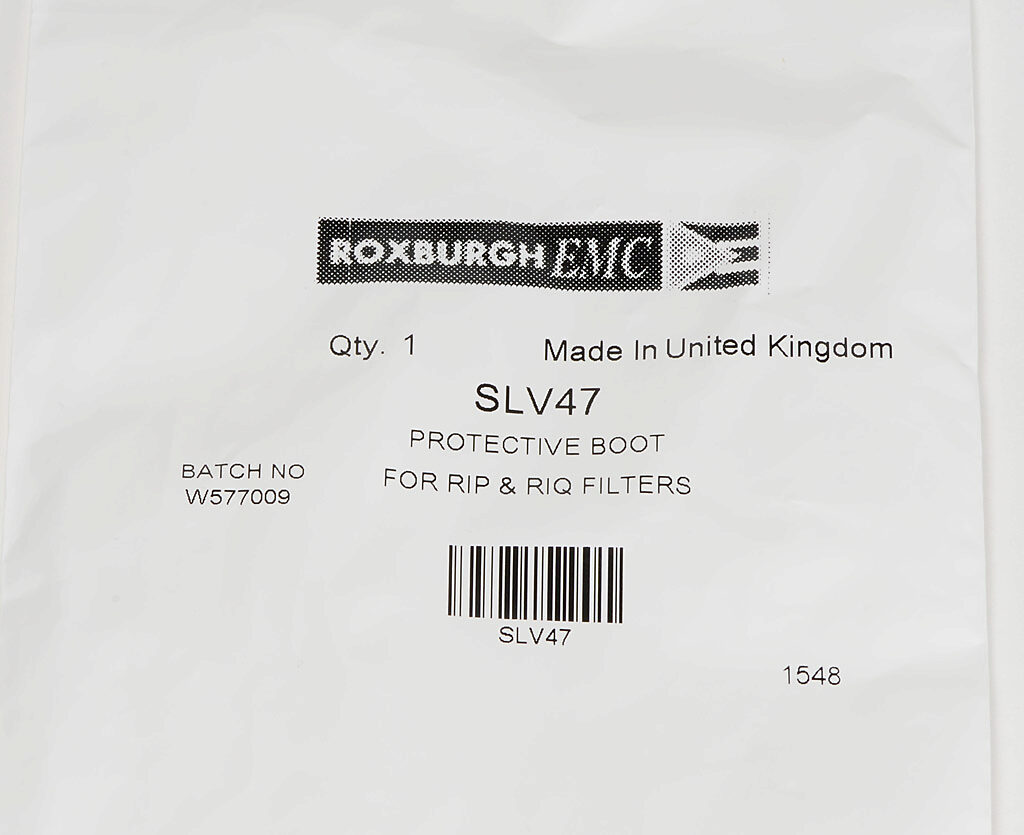 ROXBURGH EMC
Qty. 1 Made In United Kingdom
SLV47
PROTECTIVE BOOT
FOR RIP & RIQ FILTERS
BATCH NO
W577009
SLV47
1548